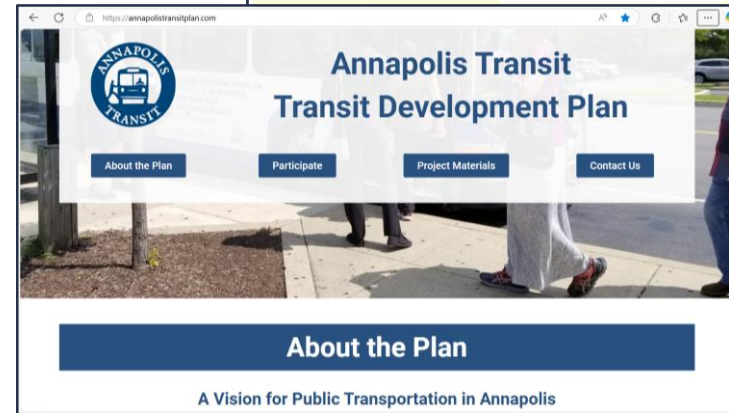 https://annapolistransitplan.com
ANNAPOLIS
TRANSIT
Annapolis Transit
Transit Development Plan
About the Plan
Participate
Project Materials
Contact Us
About the Plan
A Vision for Public Transportation in Annapolis